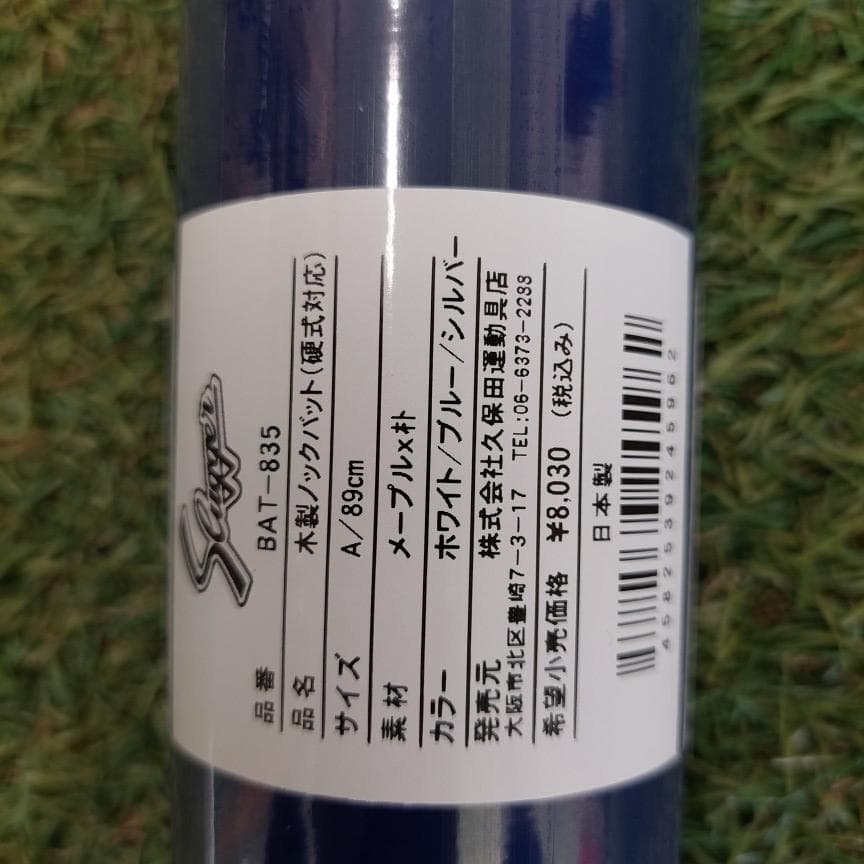 Slugger
品番 BAT-835
品名 木製ノックバット(硬式対応)
サイズ A/89cm
素材 メープル×朴
カラー ホワイト/ブルー/シルバー
発売元 株式会社久保田運動具店
大阪市北区豊崎7-3-17 TEL:06-6373-2288
希望小売価格 ¥8,030 (税込み)
日本製
4582539245962